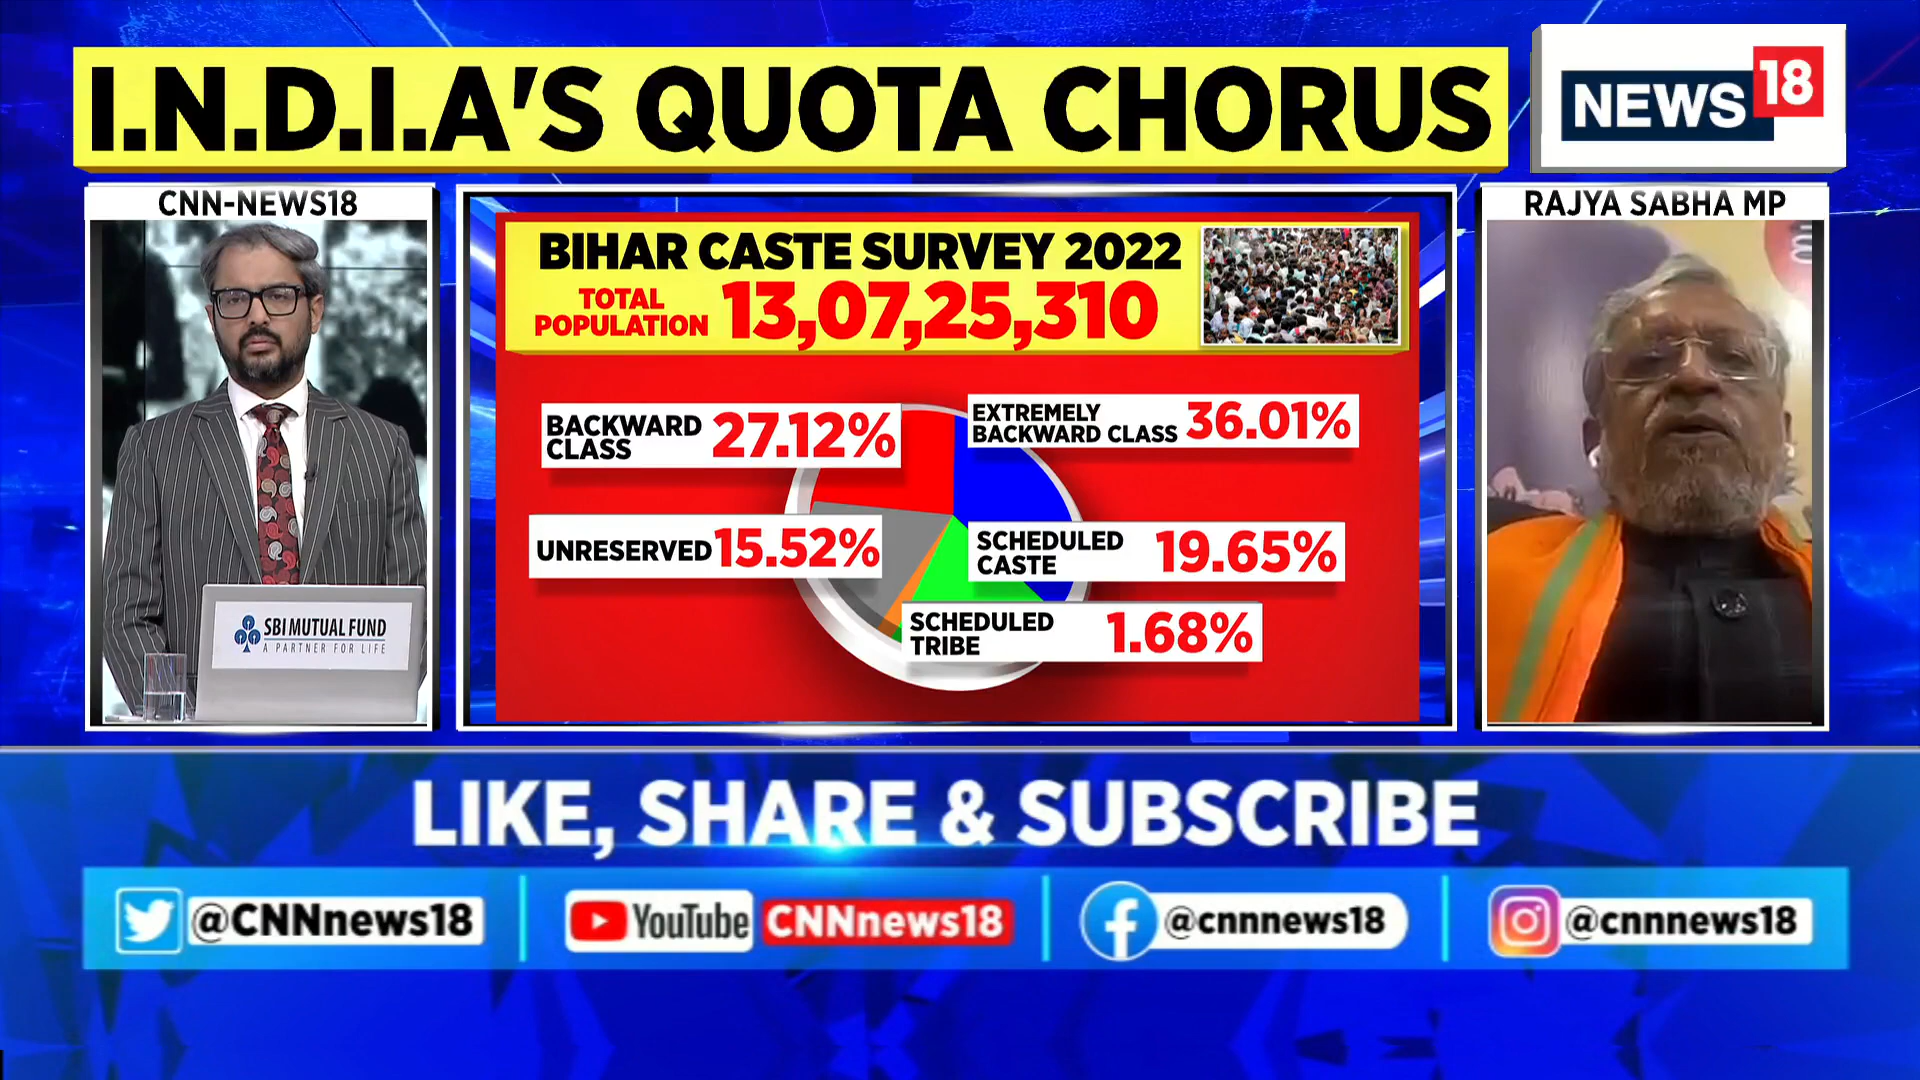 I.N.D.I.A'S QUOTA CHORUS
NEWS 18
CNN-NEWS18
RAJYA SABHA MP
BIHAR CASTE SURVEY 2022
TOTAL
POPULATION
13,07,25,310
BACKWARD
CLASS
27.12%
EXTREMELY
BACKWARD CLASS
36.01%
UNRESERVED 15.52%
SCHEDULED
CASTE
19.65%
SCHEDULED
TRIBE
1.68%
SBI MUTUAL FUND
A PARTNER FOR LIFE
LIKE, SHARE & SUBSCRIBE
@CNNnews18
YouTube CNNnews18
@cnnnews18
@cnnnews18